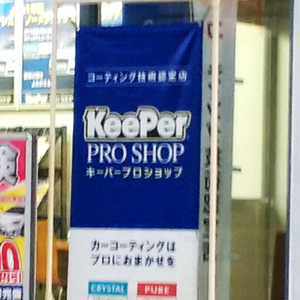 コーティング技術認定店
KeePer
PRO SHOP
キーパープロショップ
カーコーティングは
プロにおまかせを
CRYSTAL
PURE